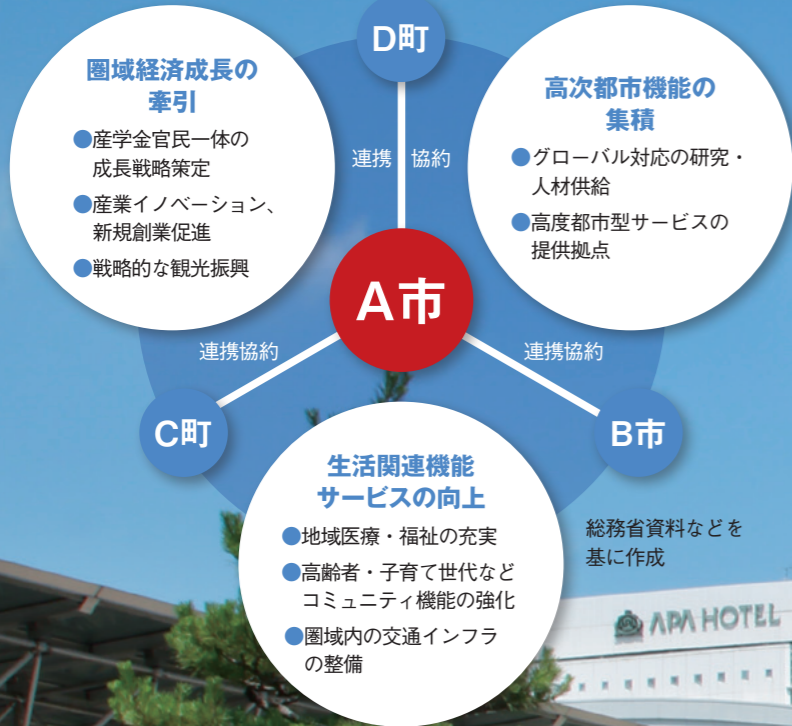 D町
圏域経済成長の
牽引
●産学金官民一体の
成長戦略策定
●産業イノベーション、
新規創業促進
●戦略的な観光振興
高次都市機能の
集積
●グローバル対応の研究・
人材供給
●高度都市型サービスの
提供拠点
連携 協約
A市
連携協約
連携協約
C町
B市
生活関連機能
サービスの向上
●地域医療・福祉の充実
●高齢者・子育て世代など
コミュニティ機能の強化
●圏域内の交通インフラ
の整備
総務省資料などを
基に作成
APA HOTEL